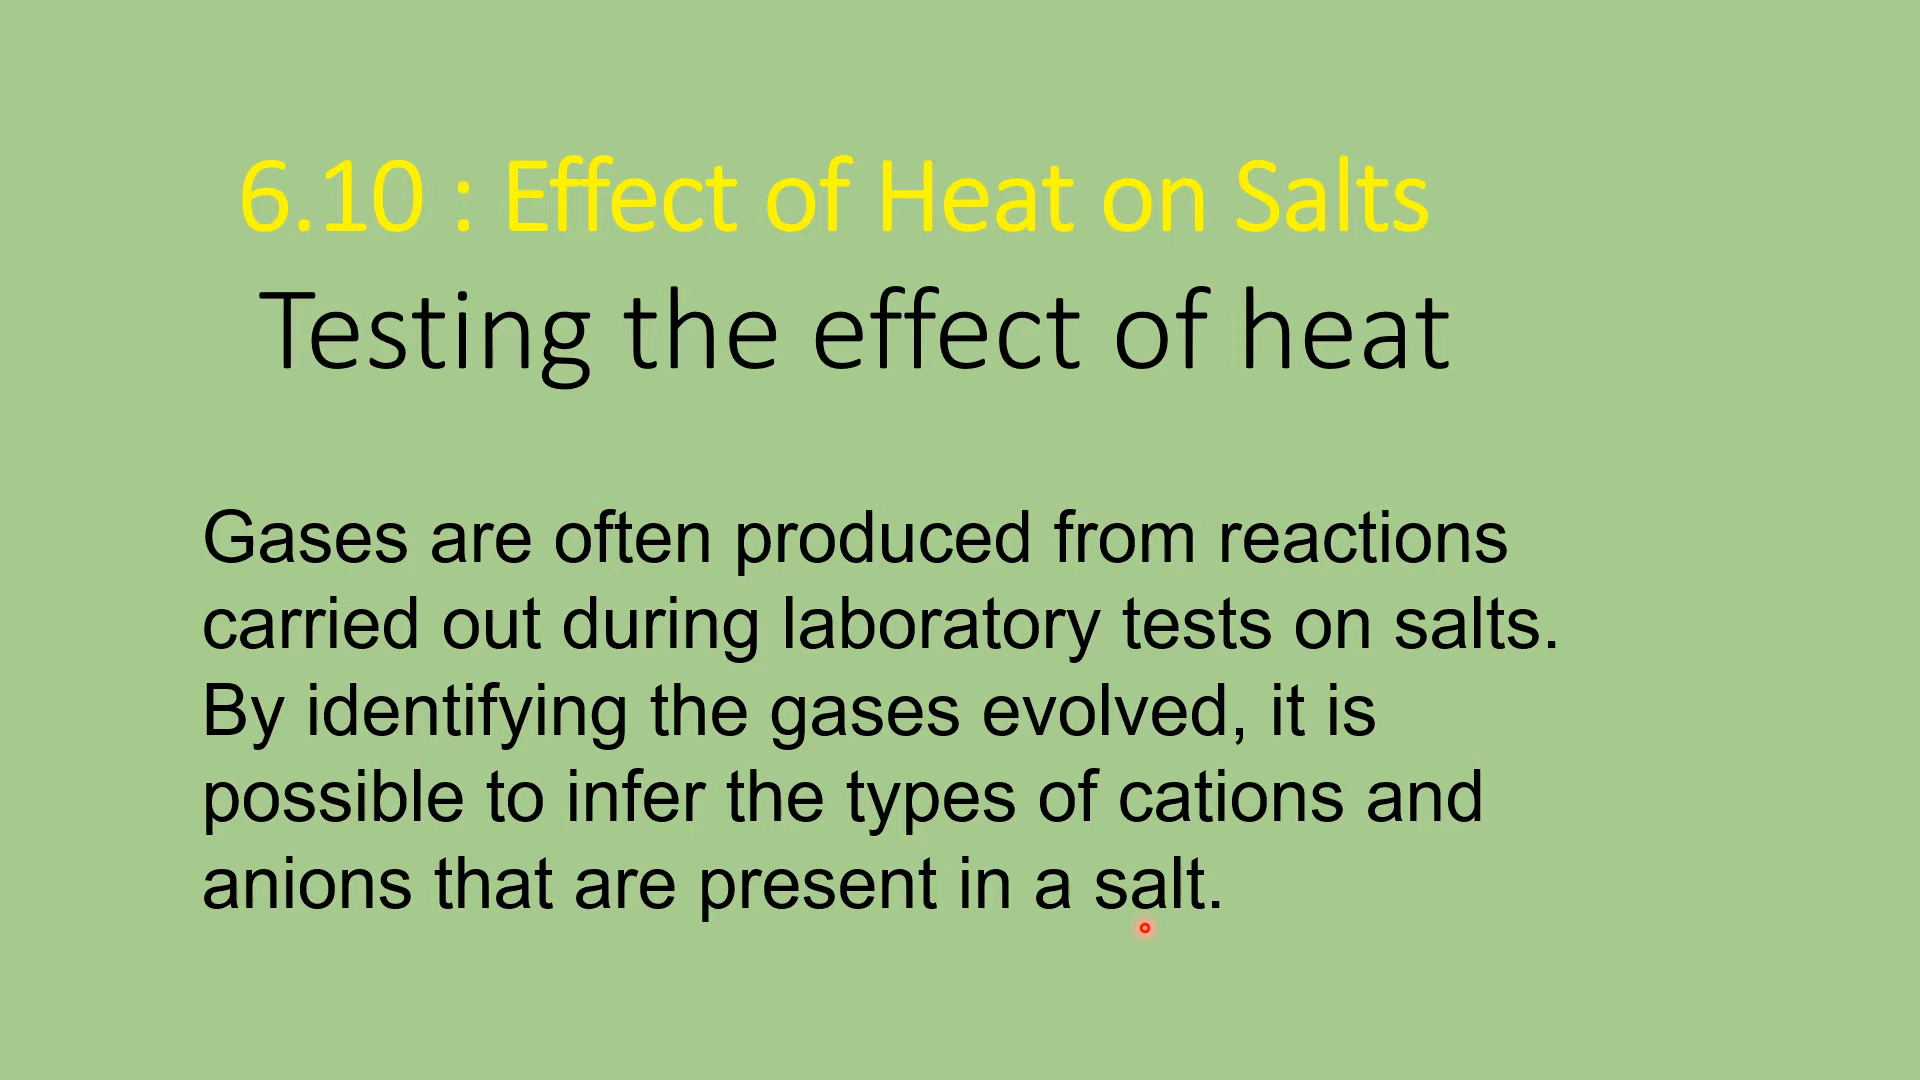 6.10 : Effect of Heat on Salts
Testing the effect of heat
Gases are often produced from reactions
carried out during laboratory tests on salts.
By identifying the gases evolved, it is
possible to infer the types of cations and
anions that are present in a salt.